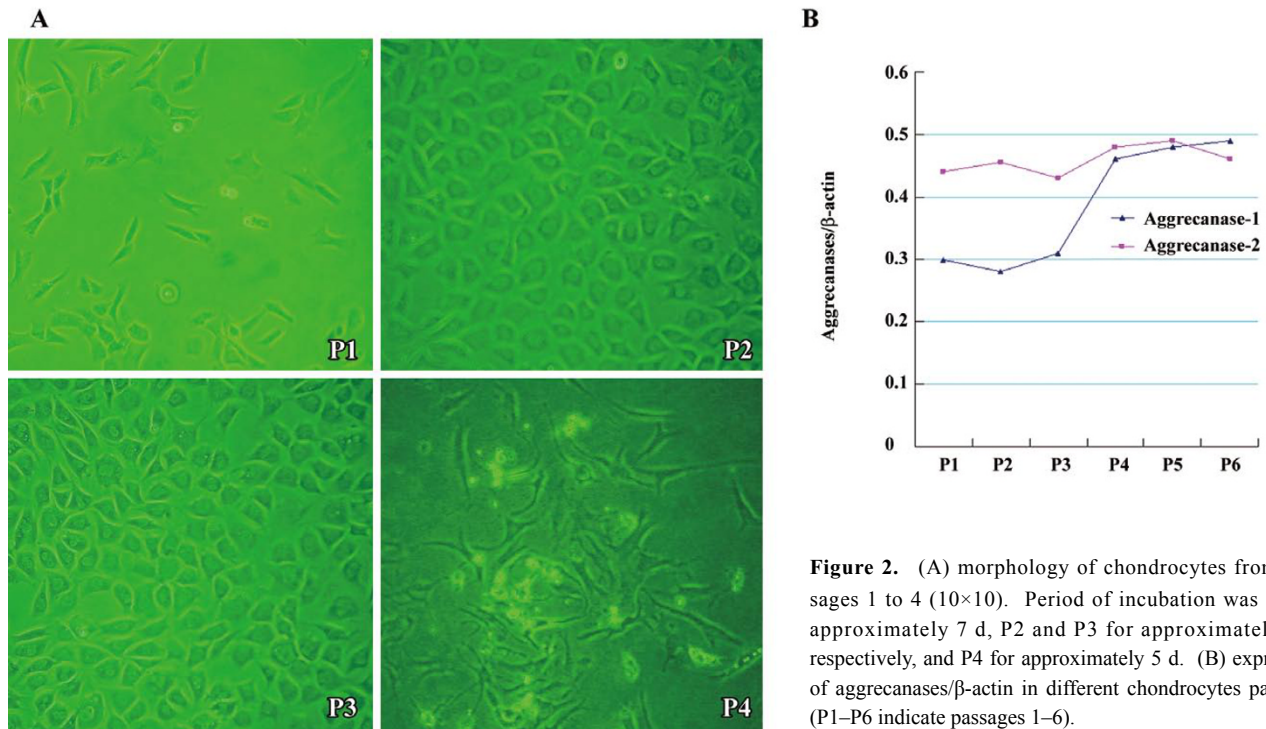 A
P1
P2
P3
P4
B
0.6
0.5
0.4
0.3
0.2
0.1
0
Aggrecanases/β-actin
Aggrecanase-1
Aggrecanase-2
P1 P2 P3 P4 P5 P6
Figure 2. (A) morphology of chondrocytes from
sages 1 to 4 (10×10). Period of incubation was
approximately 7 d, P2 and P3 for approximatel
respectively, and P4 for approximately 5 d. (B) expr
of aggrecanases/β-actin in different chondrocytes pa
(P1–P6 indicate passages 1–6).